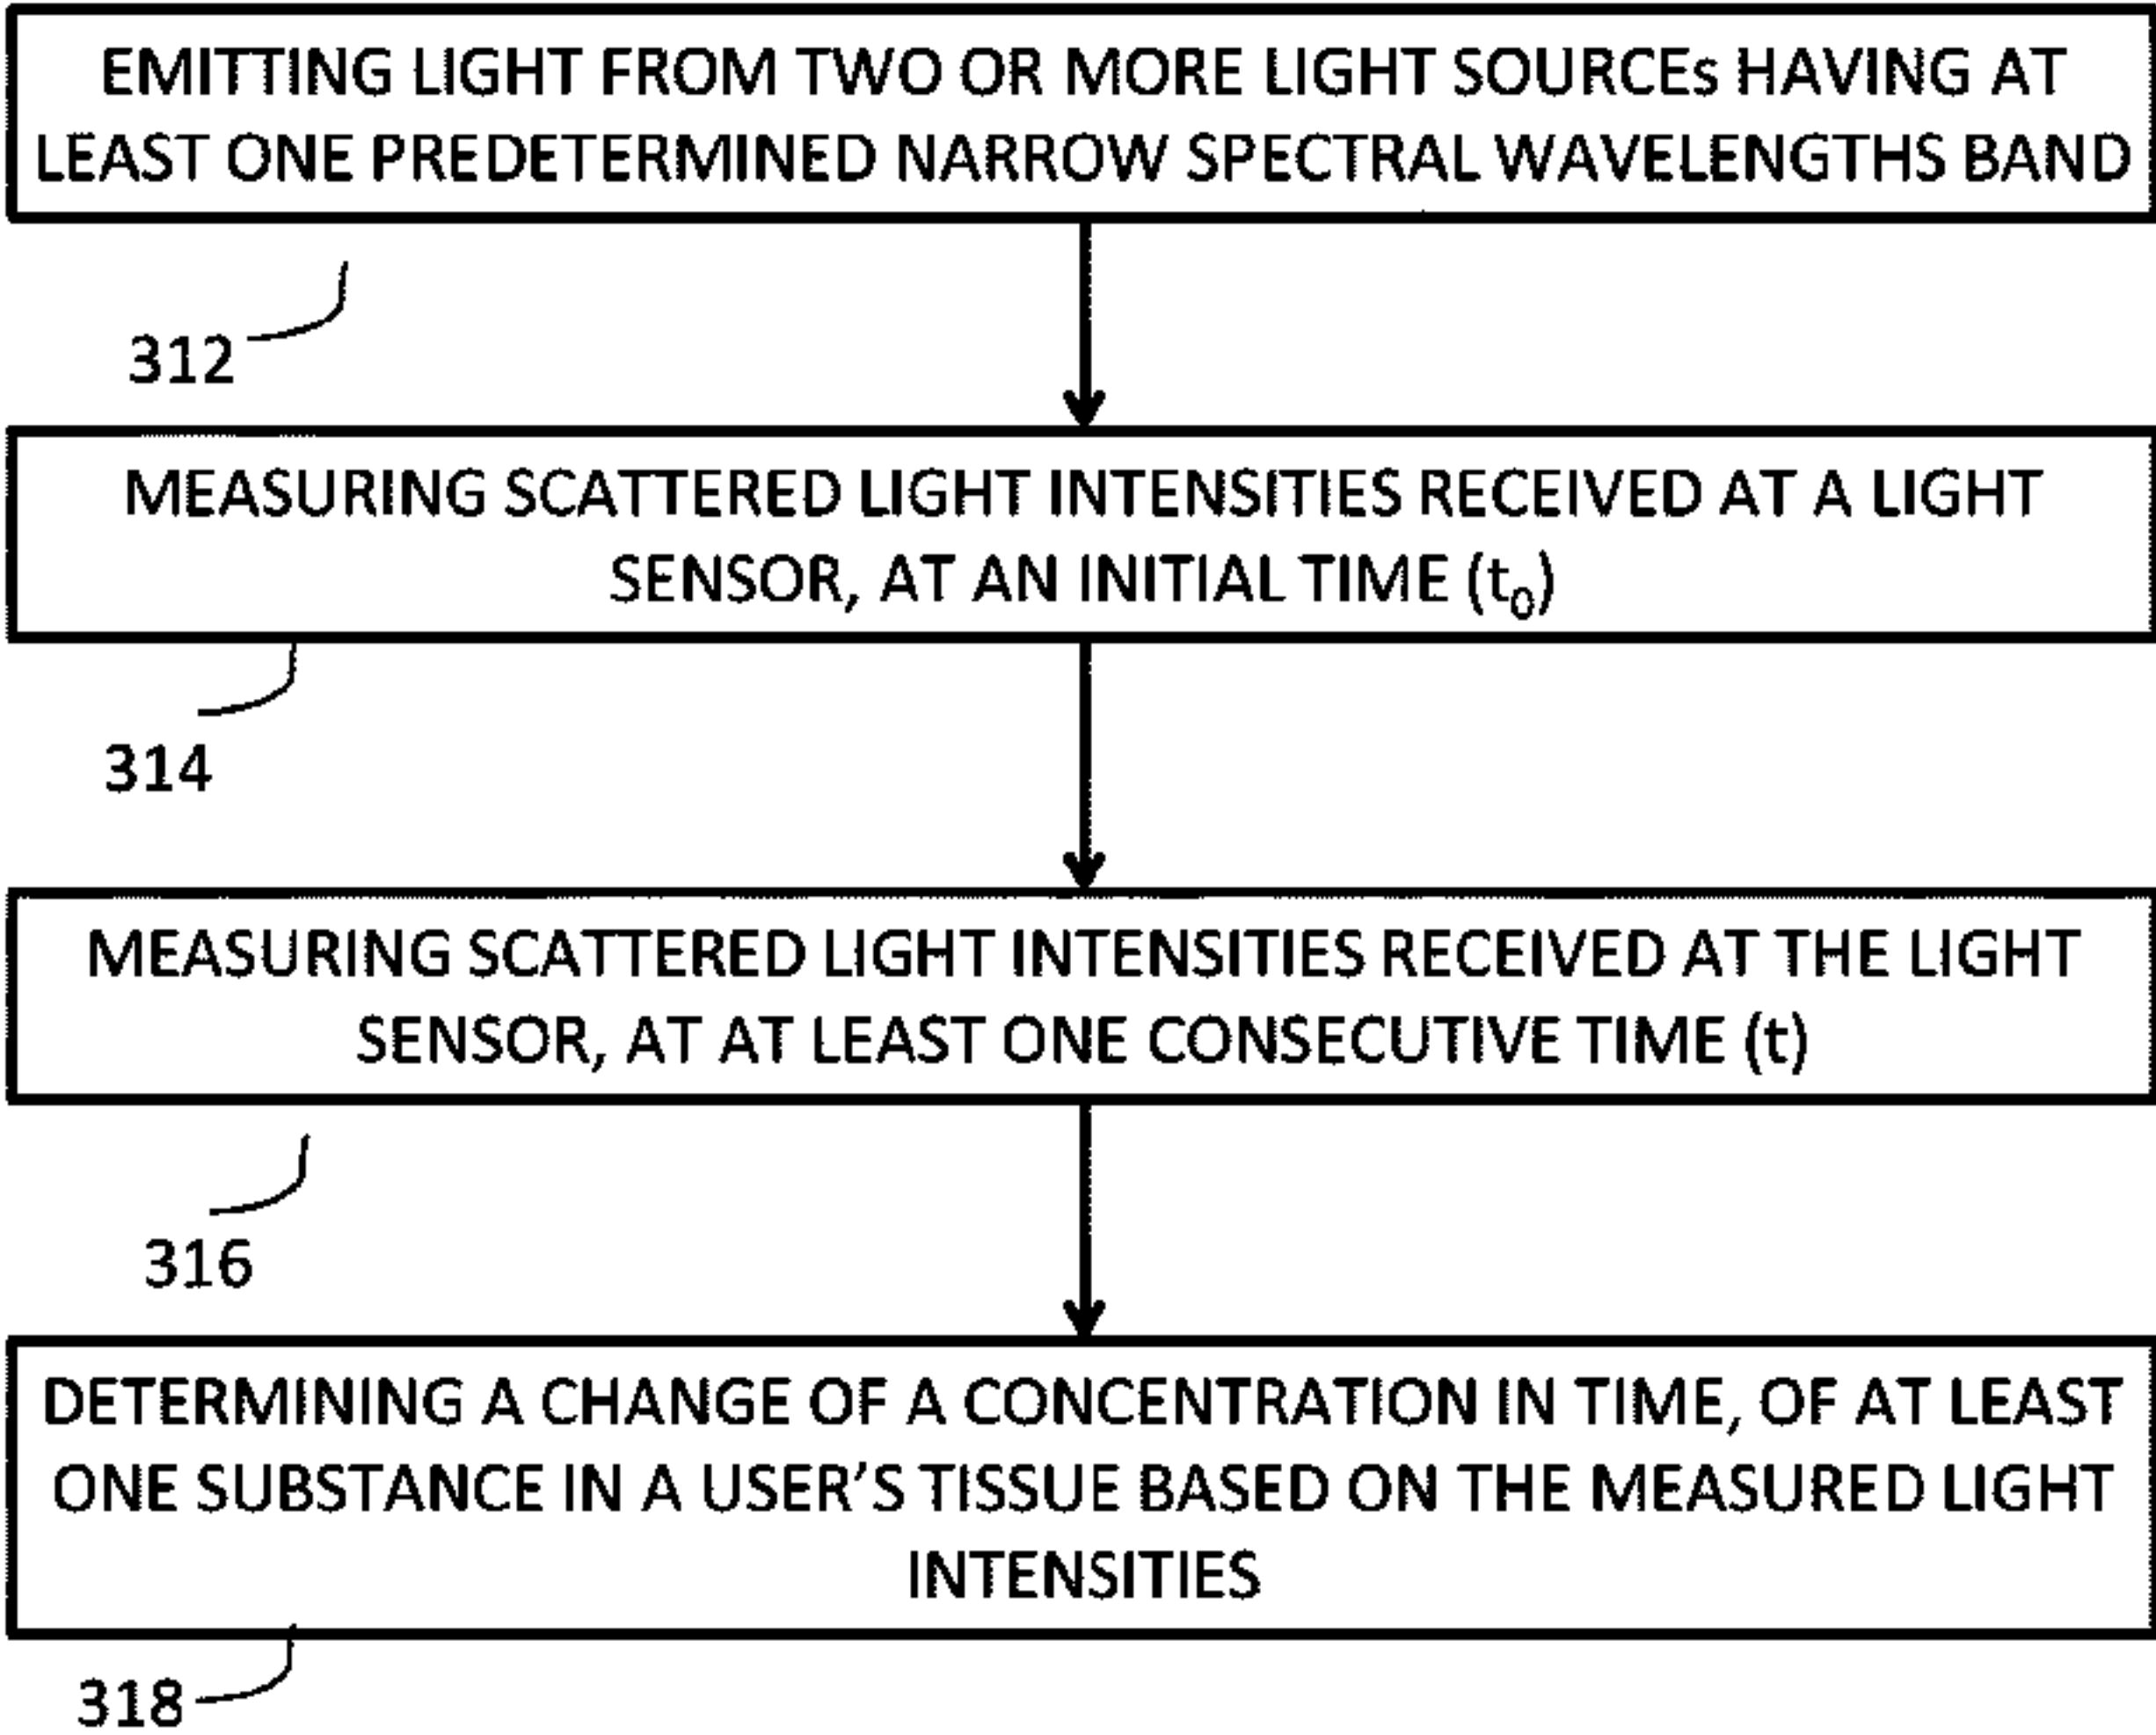 EMITTING LIGHT FROM TWO OR MORE LIGHT SOURCEs HAVING AT
LEAST ONE PREDETERMINED NARROW SPECTRAL WAVELENGTHS BAND
312
MEASURING SCATTERED LIGHT INTENSITIES RECEIVED AT A LIGHT
SENSOR, AT AN INITIAL TIME (t₀)
314
MEASURING SCATTERED LIGHT INTENSITIES RECEIVED AT THE LIGHT
SENSOR, AT AT LEAST ONE CONSECUTIVE TIME (t)
316
DETERMINING A CHANGE OF A CONCENTRATION IN TIME, OF AT LEAST
ONE SUBSTANCE IN A USER’S TISSUE BASED ON THE MEASURED LIGHT
INTENSITIES
318